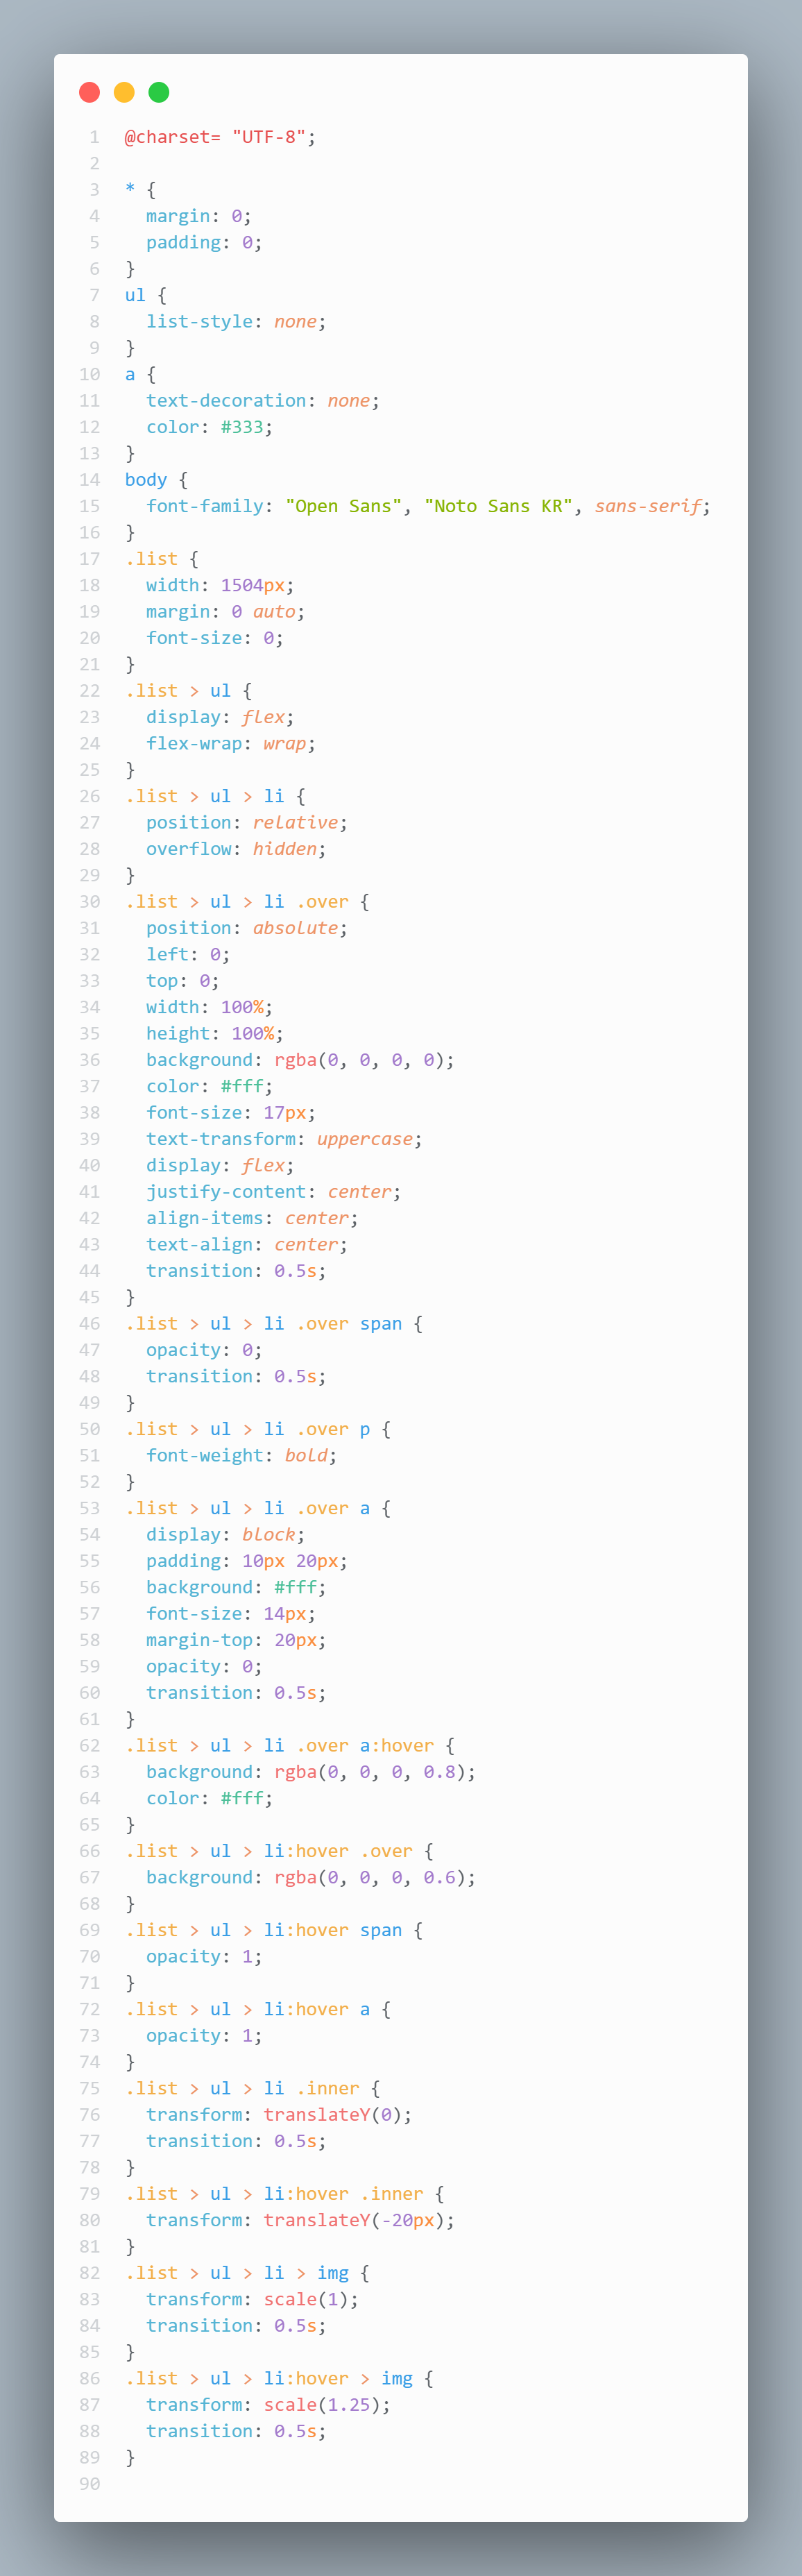 1 @charset= "UTF-8";
2
3 * {
4   margin: 0;
5   padding: 0;
6 }
7 ul {
8   list-style: none;
9 }
10 a {
11   text-decoration: none;
12   color: #333;
13 }
14 body {
15   font-family: "Open Sans", "Noto Sans KR", sans-serif;
16 }
17 .list {
18   width: 1504px;
19   margin: 0 auto;
20   font-size: 0;
21 }
22 .list > ul {
23   display: flex;
24   flex-wrap: wrap;
25 }
26 .list > ul > li {
27   position: relative;
28   overflow: hidden;
29 }
30 .list > ul > li .over {
31   position: absolute;
32   left: 0;
33   top: 0;
34   width: 100%;
35   height: 100%;
36   background: rgba(0, 0, 0, 0);
37   color: #fff;
38   font-size: 17px;
39   text-transform: uppercase;
40   display: flex;
41   justify-content: center;
42   align-items: center;
43   text-align: center;
44   transition: 0.5s;
45 }
46 .list > ul > li .over span {
47   opacity: 0;
48   transition: 0.5s;
49 }
50 .list > ul > li .over p {
51   font-weight: bold;
52 }
53 .list > ul > li .over a {
54   display: block;
55   padding: 10px 20px;
56   background: #fff;
57   font-size: 14px;
58   margin-top: 20px;
59   opacity: 0;
60   transition: 0.5s;
61 }
62 .list > ul > li .over a:hover {
63   background: rgba(0, 0, 0, 0.8);
64   color: #fff;
65 }
66 .list > ul > li:hover .over {
67   background: rgba(0, 0, 0, 0.6);
68 }
69 .list > ul > li:hover span {
70   opacity: 1;
71 }
72 .list > ul > li:hover a {
73   opacity: 1;
74 }
75 .list > ul > li .inner {
76   transform: translateY(0);
77   transition: 0.5s;
78 }
79 .list > ul > li:hover .inner {
80   transform: translateY(-20px);
81 }
82 .list > ul > li > img {
83   transform: scale(1);
84   transition: 0.5s;
85 }
86 .list > ul > li:hover > img {
87   transform: scale(1.25);
88   transition: 0.5s;
89 }
90